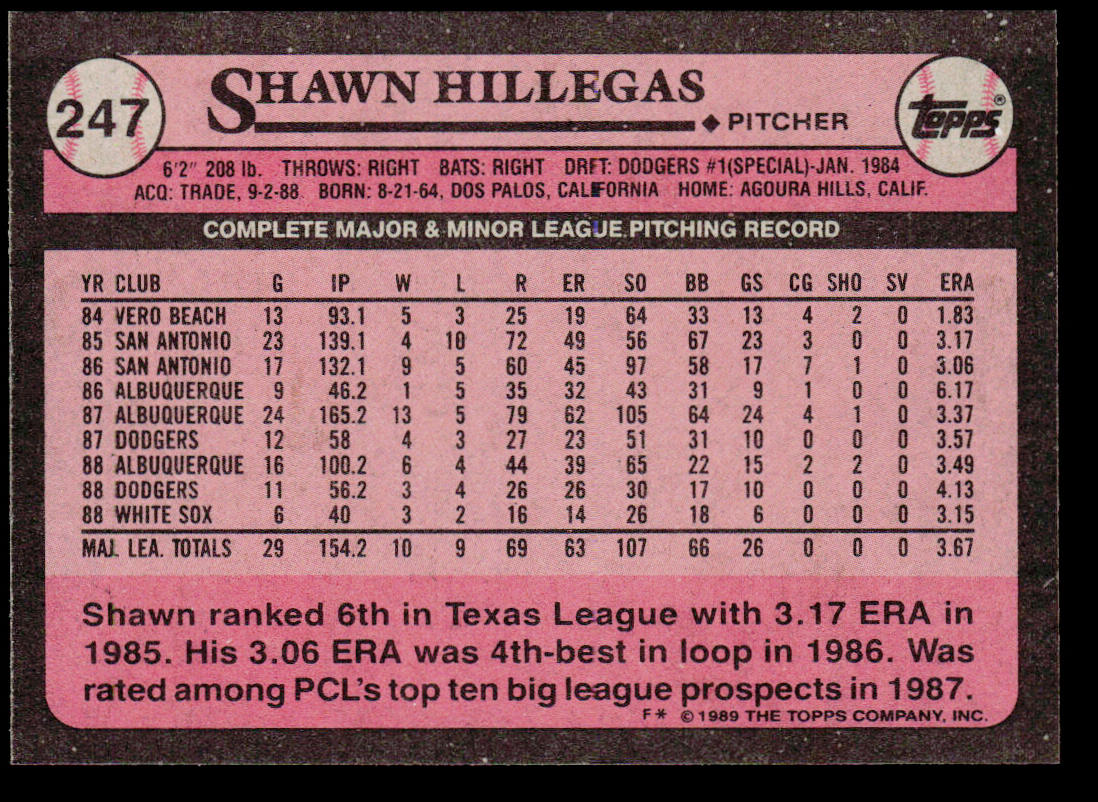 247
SHAWN HILLEGAS
topps®
◆ PITCHER
6'2" 208 lb. THROWS: RIGHT BATS: RIGHT DRFT: DODGERS #1(SPECIAL)-JAN. 1984
ACQ: TRADE, 9-2-88 BORN: 8-21-64, DOS PALOS, CALIFORNIA HOME: AGOURA HILLS, CALIF.
COMPLETE MAJOR & MINOR LEAGUE PITCHING RECORD
YR CLUB G IP W L R ER SO BB GS CG SHO SV ERA
84 VERO BEACH 13 93.1 5 3 25 19 64 33 13 4 2 0 1.83
85 SAN ANTONIO 23 139.1 4 10 72 49 56 67 23 3 0 0 3.17
86 SAN ANTONIO 17 132.1 9 5 60 45 97 58 17 7 1 0 3.06
86 ALBUQUERQUE 9 46.2 1 5 35 32 43 31 9 1 0 0 6.17
87 ALBUQUERQUE 24 165.2 13 5 79 62 105 64 24 4 1 0 3.37
87 DODGERS 12 58 4 3 27 23 51 31 10 0 0 0 3.57
88 ALBUQUERQUE 16 100.2 6 4 44 39 65 22 15 2 2 0 3.49
88 DODGERS 11 56.2 3 4 26 26 30 17 10 0 0 0 4.13
88 WHITE SOX 6 40 3 2 16 14 26 18 6 0 0 0 3.15
MAJ. LEA. TOTALS 29 154.2 10 9 69 63 107 66 26 0 0 0 3.67
Shawn ranked 6th in Texas League with 3.17 ERA in
1985. His 3.06 ERA was 4th-best in loop in 1986. Was
rated among PCL's top ten big league prospects in 1987.
F* © 1989 THE TOPPS COMPANY, INC.